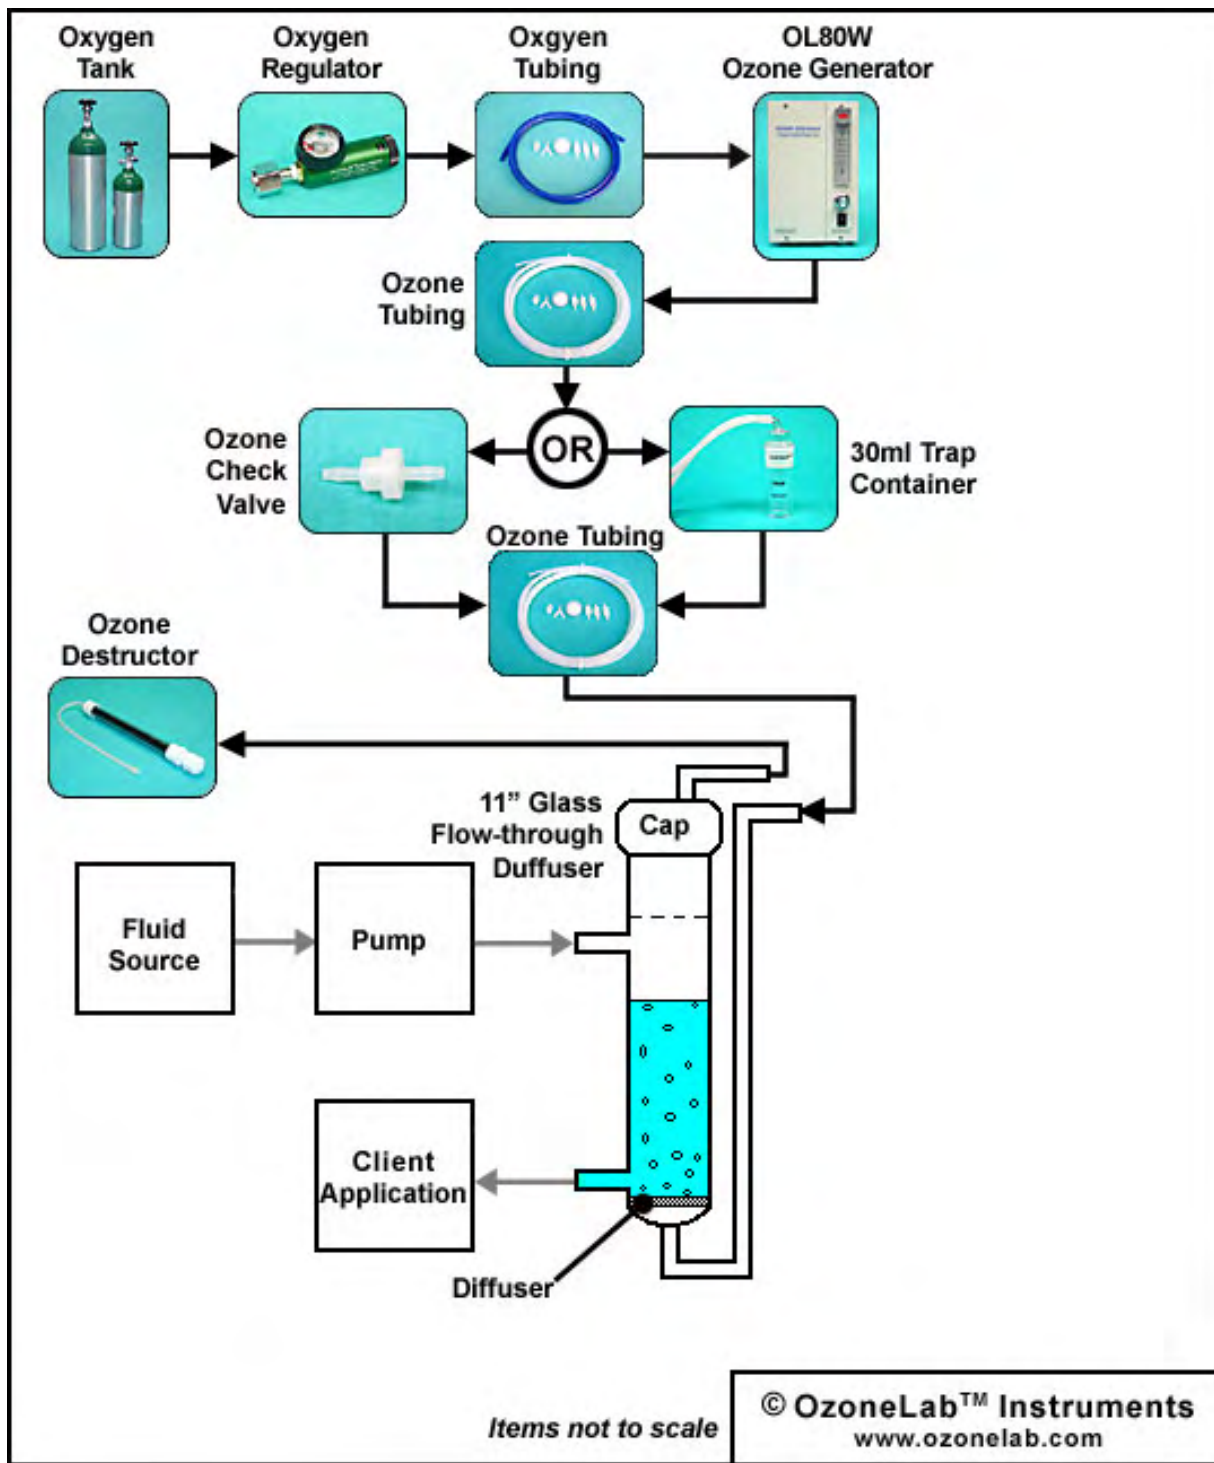 Oxygen
Tank
Oxygen
Regulator
Oxgyen
Tubing
OL80W
Ozone Generator
Ozone
Tubing
OR
Ozone
Check
Valve
30ml Trap
Container
Ozone Tubing
Ozone
Destructor
11” Glass
Flow-through
Duffuser
Cap
Fluid
Source
Pump
Client
Application
Diffuser
Items not to scale
© OzoneLab™ Instruments
www.ozonelab.com